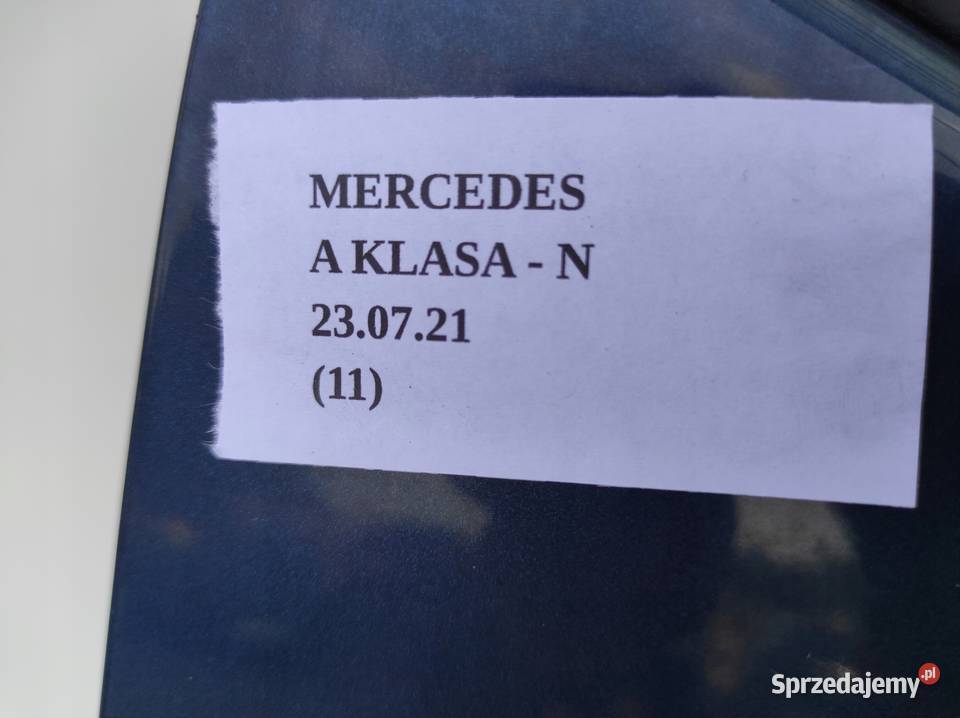 MERCEDES
A KLASA - N
23.07.21
(11)
Sprzedajemy.pl